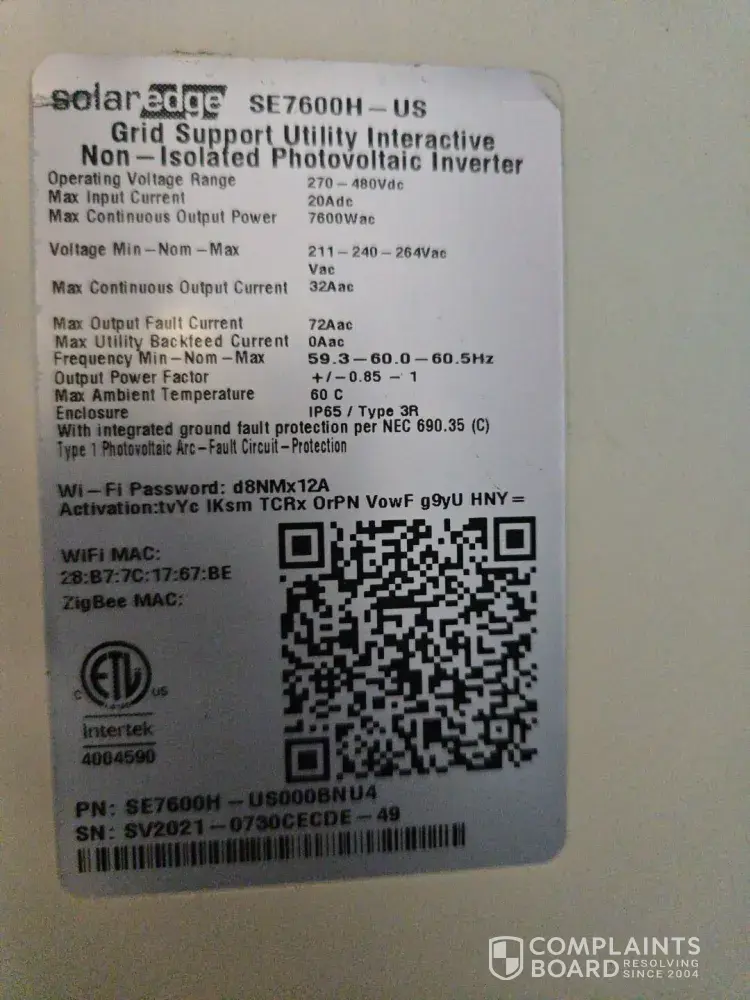 solaredge SE7600H-US
Grid Support Utility Interactive
Non-Isolated Photovoltaic Inverter
Operating Voltage Range 270-480Vdc
Max Input Current 20Adc
Max Continuous Output Power 7600Wac
Voltage Min-Nom-Max 211-240-264Vac
Vac
Max Continuous Output Current 32Aac
Max Output Fault Current 72Aac
Max Utility Backfeed Current 0Aac
Frequency Min-Nom-Max 59.3-60.0-60.5Hz
Output Power Factor +/-0.85 - 1
Max Ambient Temperature 60 C
Enclosure IP65 / Type 3R
With integrated ground fault protection per NEC 690.35 (C)
Type 1 Photovoltaic Arc-Fault Circuit-Protection
Wi-Fi Password: d8NMx12A
Activation:tvYc IKsm TCRx OrPN VowF g9yU HNY=
WiFi MAC:
28:B7:7C:17:67:BE
ZigBee MAC:
ETL
C US
Intertek
4004590
PN: SE7600H-US000BNU4
SN: SV2021-0730CECDE-49
COMPLAINTS
BOARD RESOLVING SINCE 2004